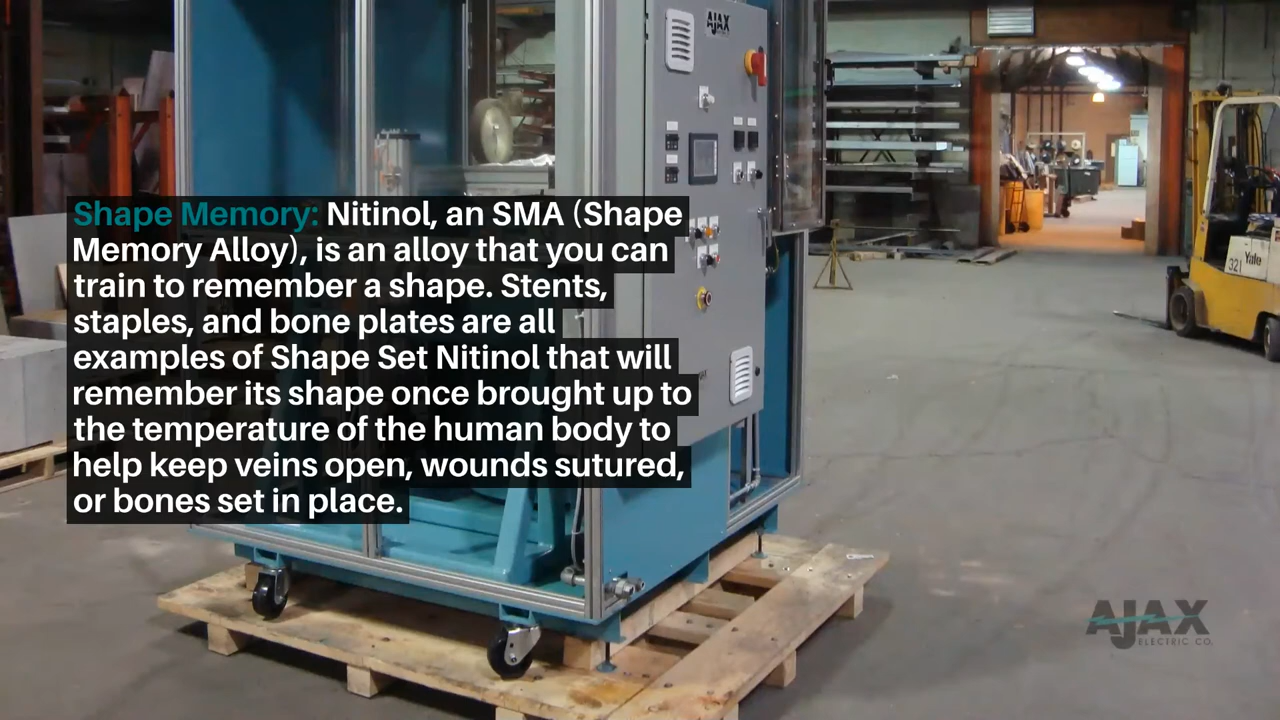 AJAX
Shape Memory: Nitinol, an SMA (Shape
Memory Alloy), is an alloy that you can
train to remember a shape. Stents,
staples, and bone plates are all
examples of Shape Set Nitinol that will
remember its shape once brought up to
the temperature of the human body to
help keep veins open, wounds sutured,
or bones set in place.
Yale
321
AJAX
ELECTRIC CO.